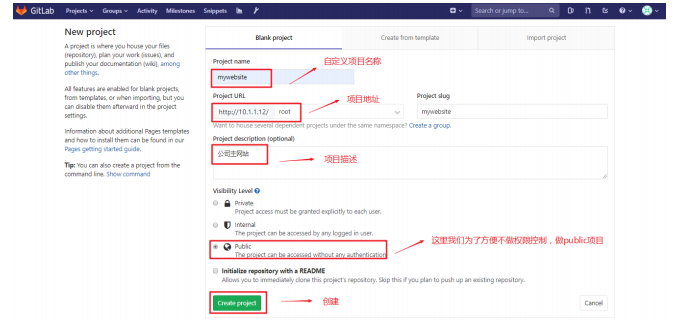 GitLab Projects Groups Activity Milestones Snippets Search or jump to...
New project
A project is where you house your files
(repository), plan your work (issues), and
publish your documentation (wiki), among
other things.
All features are enabled for blank projects,
from templates, or when importing, but you
can disable them afterward in the project
settings.
Information about additional Pages templates
and how to install them can be found in our
Pages getting started guide.
Tip: You can also create a project from the
command line. Show command
Blank project Create from template Import project
Project name
自定义项目名称
mywebsite
Project URL
项目地址
Project slug
http://10.1.1.12/ root
mywebsite
Want to house several dependent projects under the same namespace? Create a group.
Project description (optional)
公司主网站
项目描述
Visibility Level
Private
Project access must be granted explicitly to each user.
Internal
The project can be accessed by any logged in user.
Public
这里我们为了方便不做权限控制，做public项目
The project can be accessed without any authentication
Initialize repository with a README
Allows you to immediately clone this project's repository. Skip this if you plan to push up an existing repository.
Create project
创建
Cancel